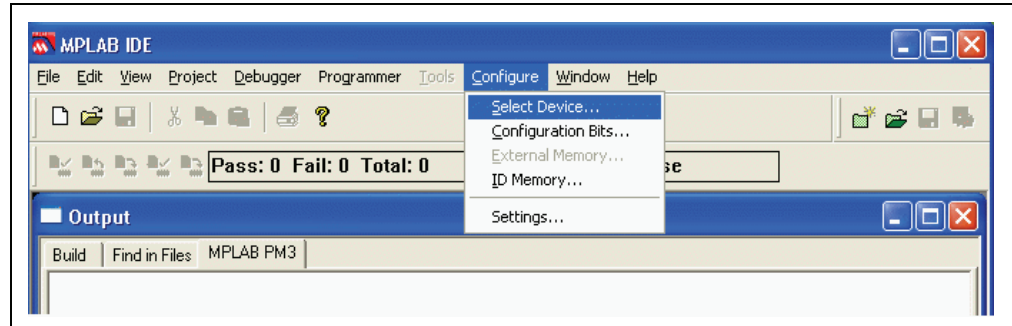 MPLAB IDE
File Edit View Project Debugger Programmer Tools Configure Window Help
Select Device...
Configuration Bits...
External Memory...
ID Memory...
Settings...
Pass: 0 Fail: 0 Total: 0
Output
Build Find in Files MPLAB PM3